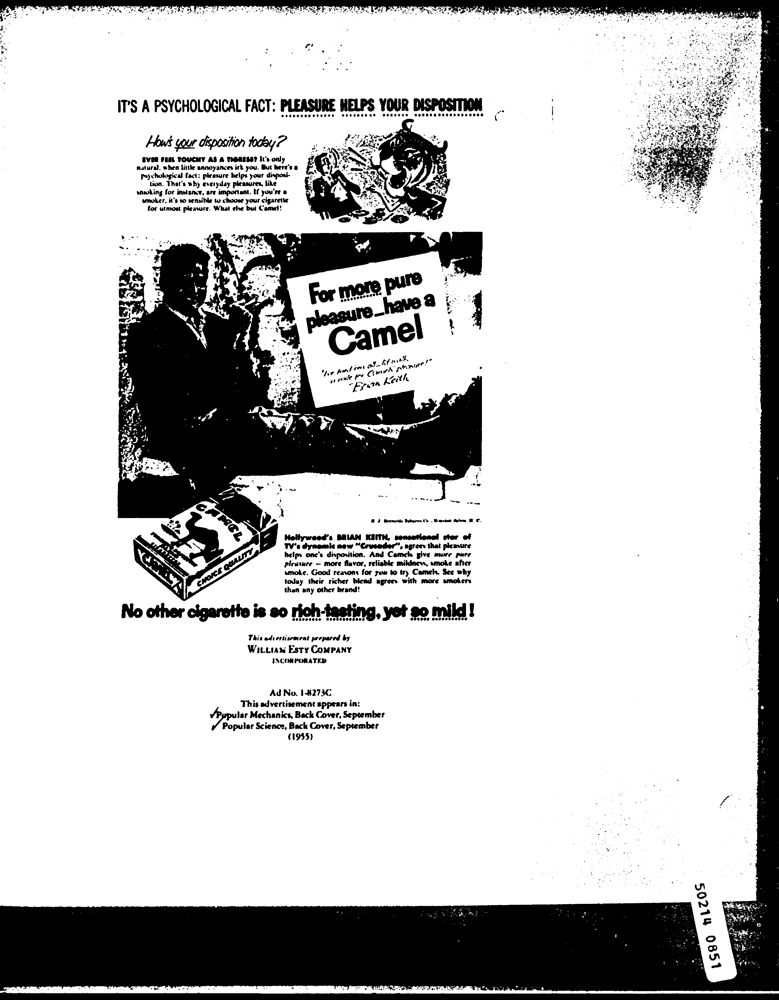 IT'S A PSYCHOLOGICAL FACT: PLEASURE HELPS YOUR DISPOSITION
How's your disposition today?
EVER FEEL TOUCHY AS A TIGRESS? It's only
natural, when little annoyances irk you. But here's a
psychological fact: pleasure helps your disposi-
tion. That's why everyday pleasures, like
smoking for instance, are important. If you're a
smoker, it's so sensible to choose your cigarette
for utmost pleasure. What else but Camel!
For more pure
pleasure_have a
Camel
"I've tried 'em all_
Camels' pleasure!"
Brian Keith
R. J. Reynolds Tobacco Co., Winston-Salem, N. C.
CAMEL
CAMEL
CHOICE QUALITY
Hollywood's BRIAN KEITH, sensational star of
TV's dynamic new "Crusader", agrees that pleasure
helps one's disposition. And Camels give more pure
pleasure — more flavor, reliable mildness, smoke after
smoke. Good reasons for you to try Camels. See why
today their richer blend agrees with more smokers
than any other brand!
No other cigarette is so rich-tasting, yet so mild!
This advertisement prepared by
WILLIAM ESTY COMPANY
INCORPORATED
Ad No. 1-8273C
This advertisement appears in:
Popular Mechanics, Back Cover, September
Popular Science, Back Cover, September
(1955)
50214 0851